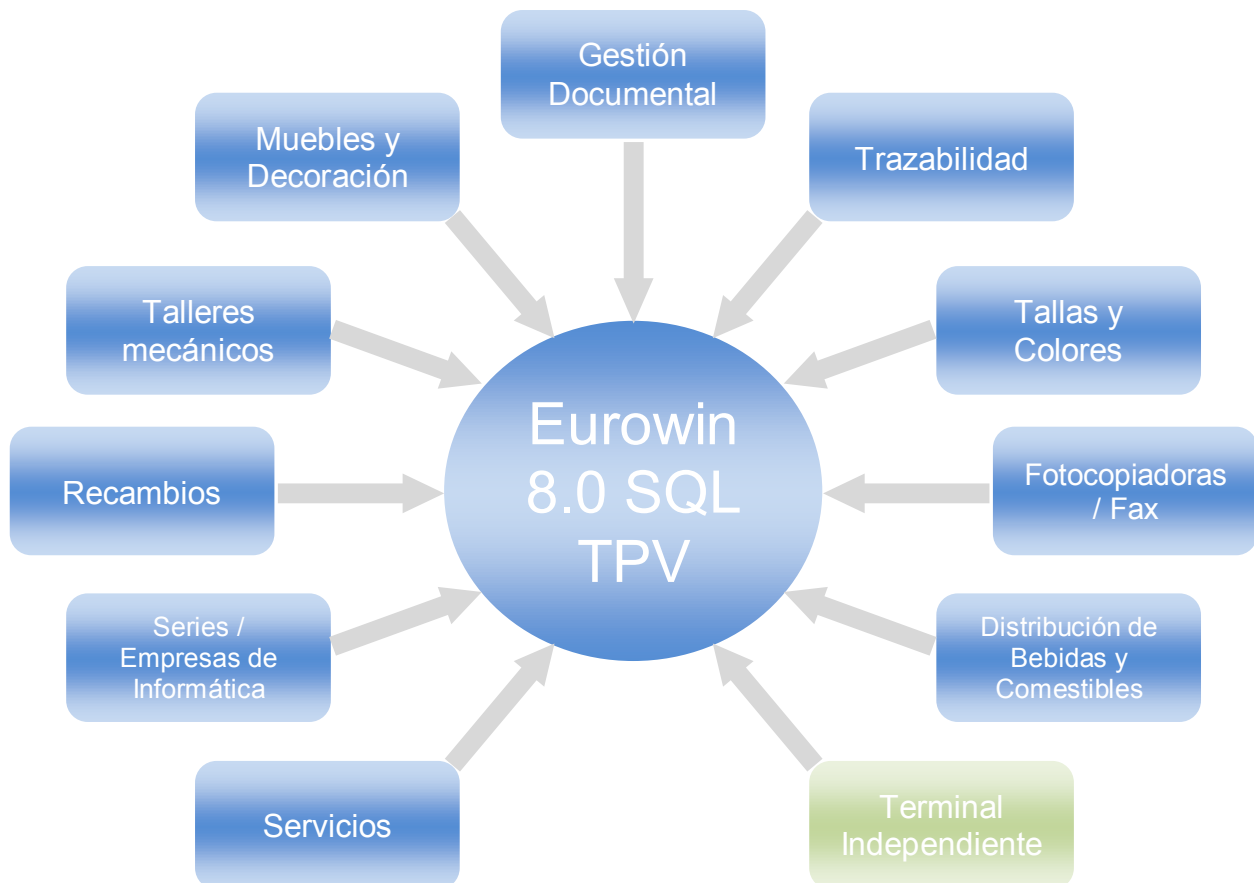 Gestión
Documental
Muebles y
Decoración
Trazabilidad
Talleres
mecánicos
Tallas y
Colores
Eurowin
8.0 SQL
TPV
Recambios
Fotocopiadoras
/ Fax
Series /
Empresas de
Informática
Distribución de
Bebidas y
Comestibles
Servicios
Terminal
Independiente